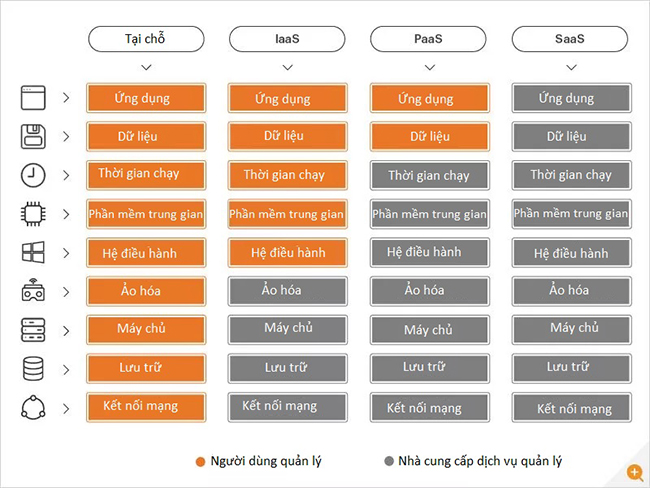 Tại chỗ IaaS PaaS SaaS
Ứng dụng Ứng dụng Ứng dụng Ứng dụng
Dữ liệu Dữ liệu Dữ liệu Dữ liệu
Thời gian chạy Thời gian chạy Thời gian chạy Thời gian chạy
Phần mềm trung gian Phần mềm trung gian Phần mềm trung gian Phần mềm trung gian
Hệ điều hành Hệ điều hành Hệ điều hành Hệ điều hành
Ảo hóa Ảo hóa Ảo hóa Ảo hóa
Máy chủ Máy chủ Máy chủ Máy chủ
Lưu trữ Lưu trữ Lưu trữ Lưu trữ
Kết nối mạng Kết nối mạng Kết nối mạng Kết nối mạng
Người dùng quản lý Nhà cung cấp dịch vụ quản lý